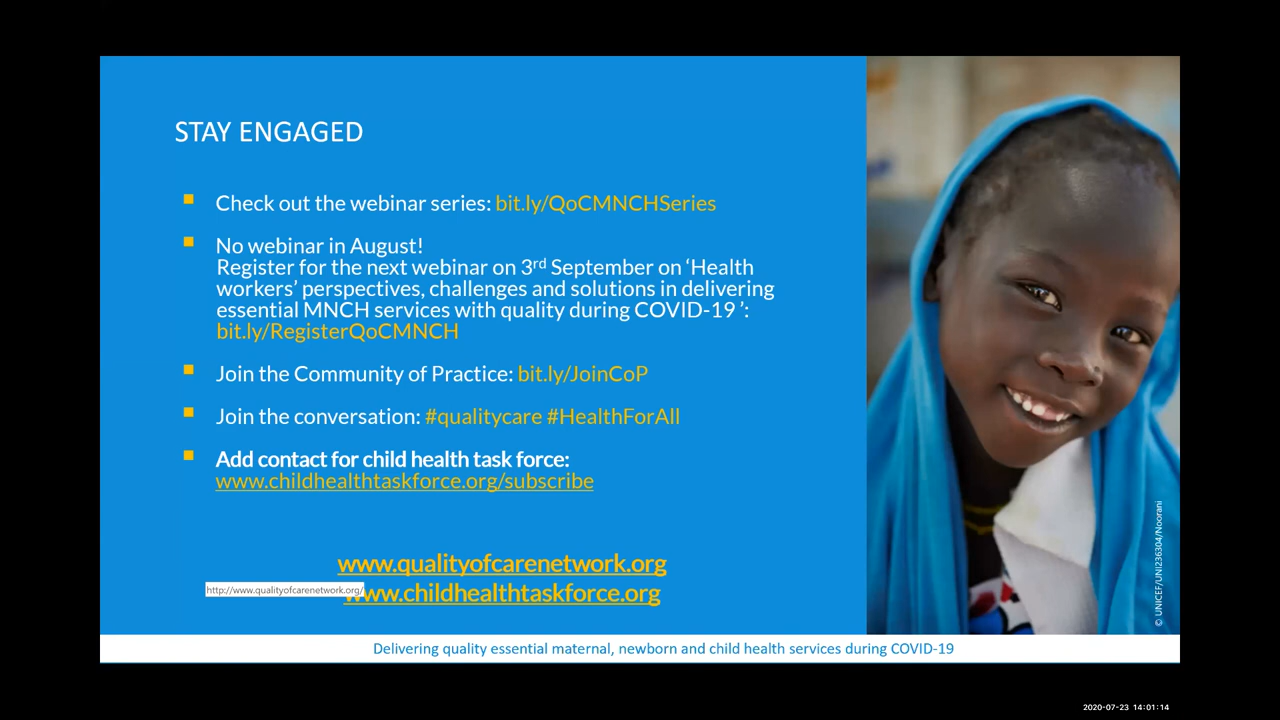 STAY ENGAGED
Check out the webinar series: bit.ly/QoCMNCHSeries
No webinar in August!
Register for the next webinar on 3rd September on ‘Health
workers’ perspectives, challenges and solutions in delivering
essential MNCH services with quality during COVID-19 ’:
bit.ly/RegisterQoCMNCH
Join the Community of Practice: bit.ly/JoinCoP
Join the conversation: #qualitycare #HealthForAll
Add contact for child health task force:
www.childhealthtaskforce.org/subscribe
www.qualityofcarenetwork.org
http://www.qualityofcarenetwork.org/
www.childhealthtaskforce.org
© UNICEF/UNI236304/Noorani
Delivering quality essential maternal, newborn and child health services during COVID-19
2020-07-23 14:01:14